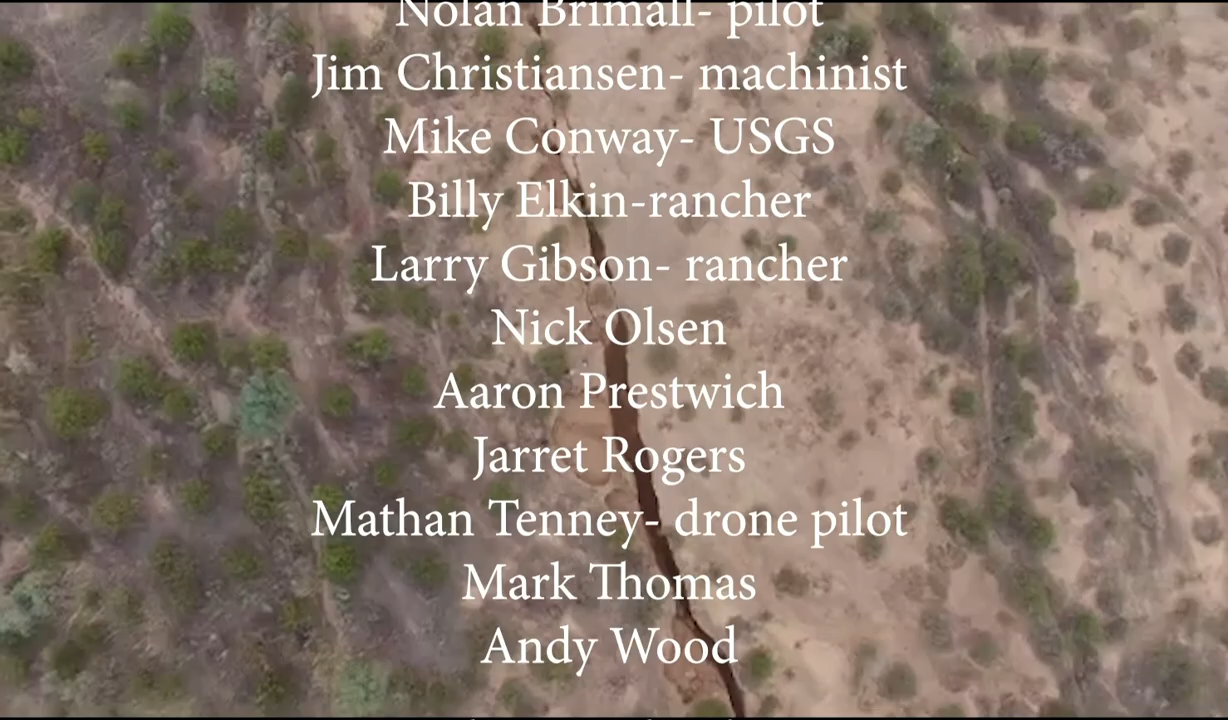 Nolan Brimall- pilot
Jim Christiansen- machinist
Mike Conway- USGS
Billy Elkin-rancher
Larry Gibson- rancher
Nick Olsen
Aaron Prestwich
Jarret Rogers
Mathan Tenney- drone pilot
Mark Thomas
Andy Wood